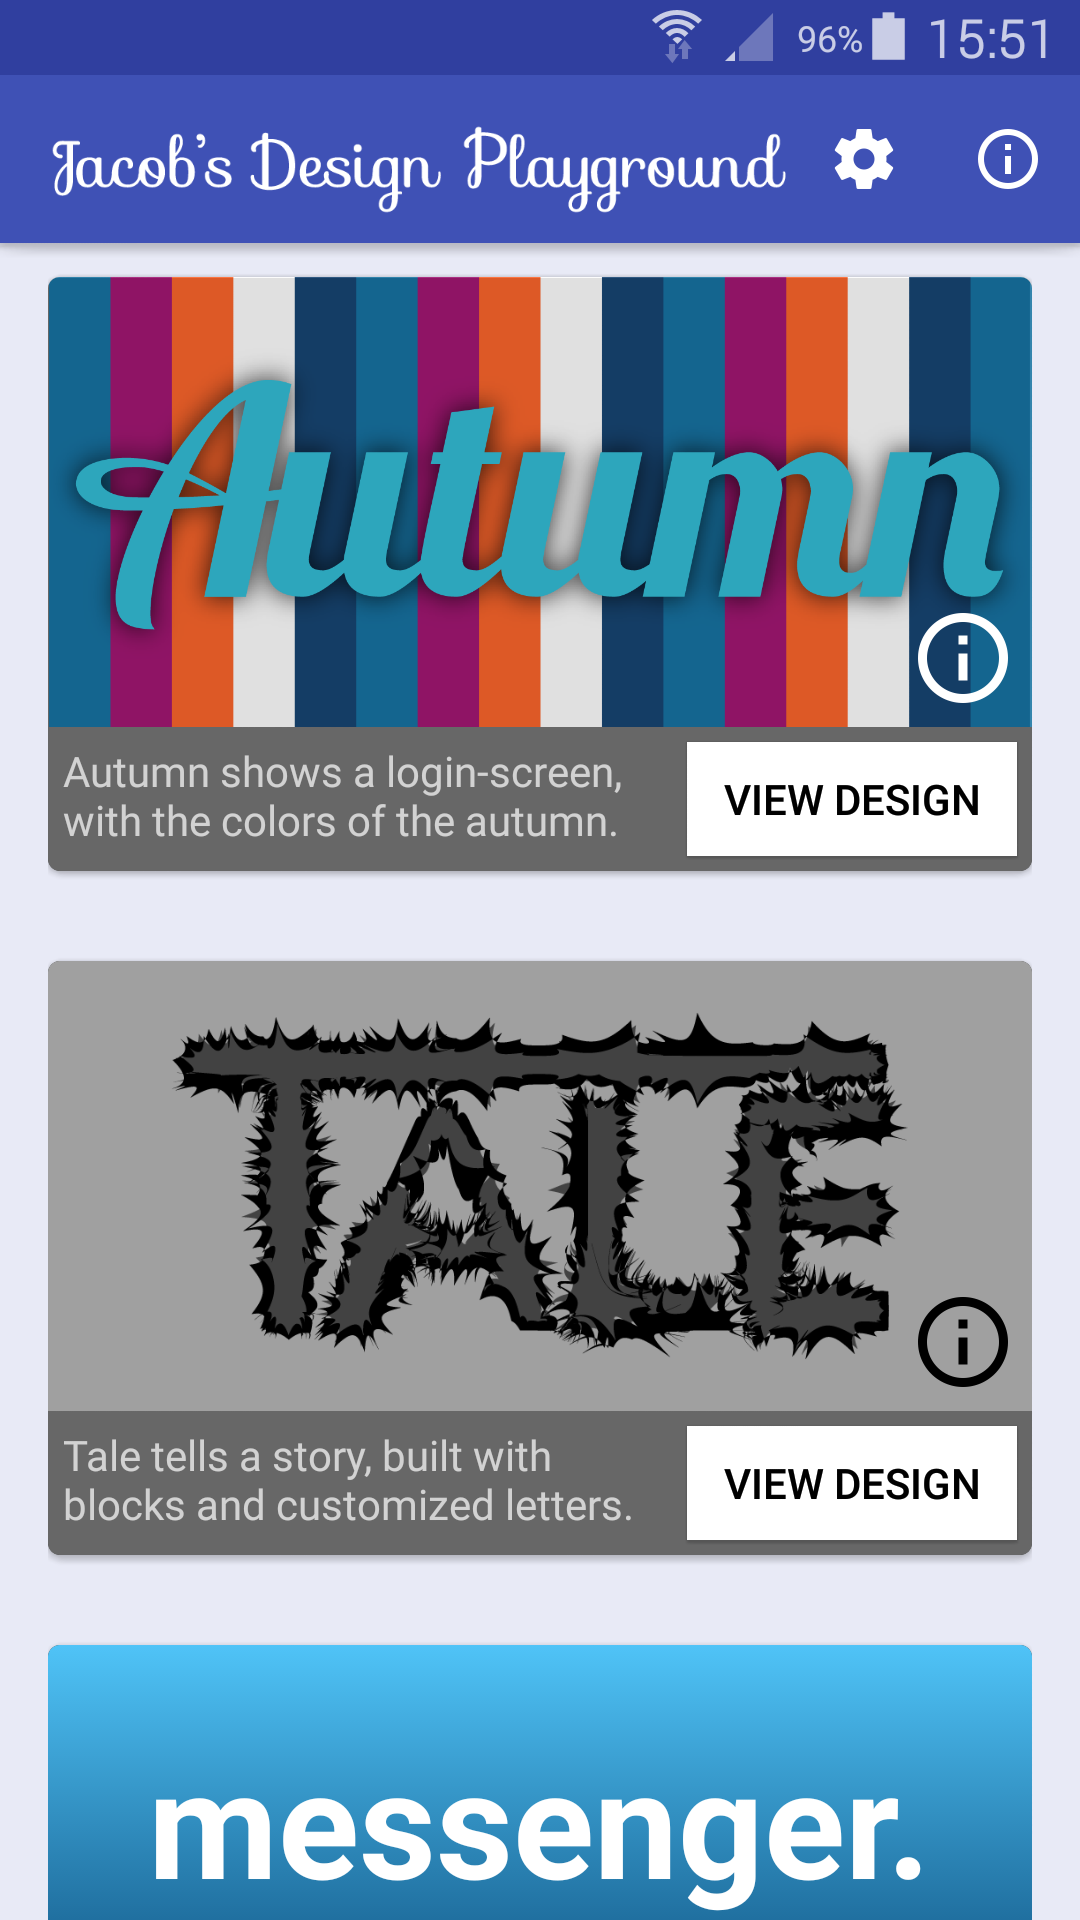 96% 15:51
Jacob's Design Playground
Autumn
Autumn shows a login-screen,
with the colors of the autumn.
VIEW DESIGN
TALE
Tale tells a story, built with
blocks and customized letters.
VIEW DESIGN
messenger.